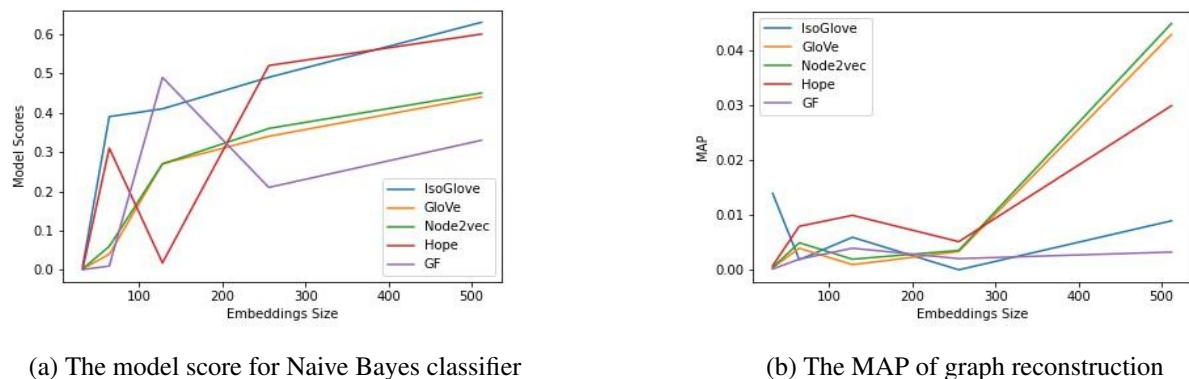 0.6
0.5
0.4
0.3
0.2
0.1
0.0
Model Scores
IsoGlove
GloVe
Node2vec
Hope
GF
100 200 300 400 500
Embeddings Size
(a) The model score for Naive Bayes classifier
0.04
0.03
0.02
0.01
0.00
MAP
IsoGlove
GloVe
Node2vec
Hope
GF
100 200 300 400 500
Embeddings Size
(b) The MAP of graph reconstruction